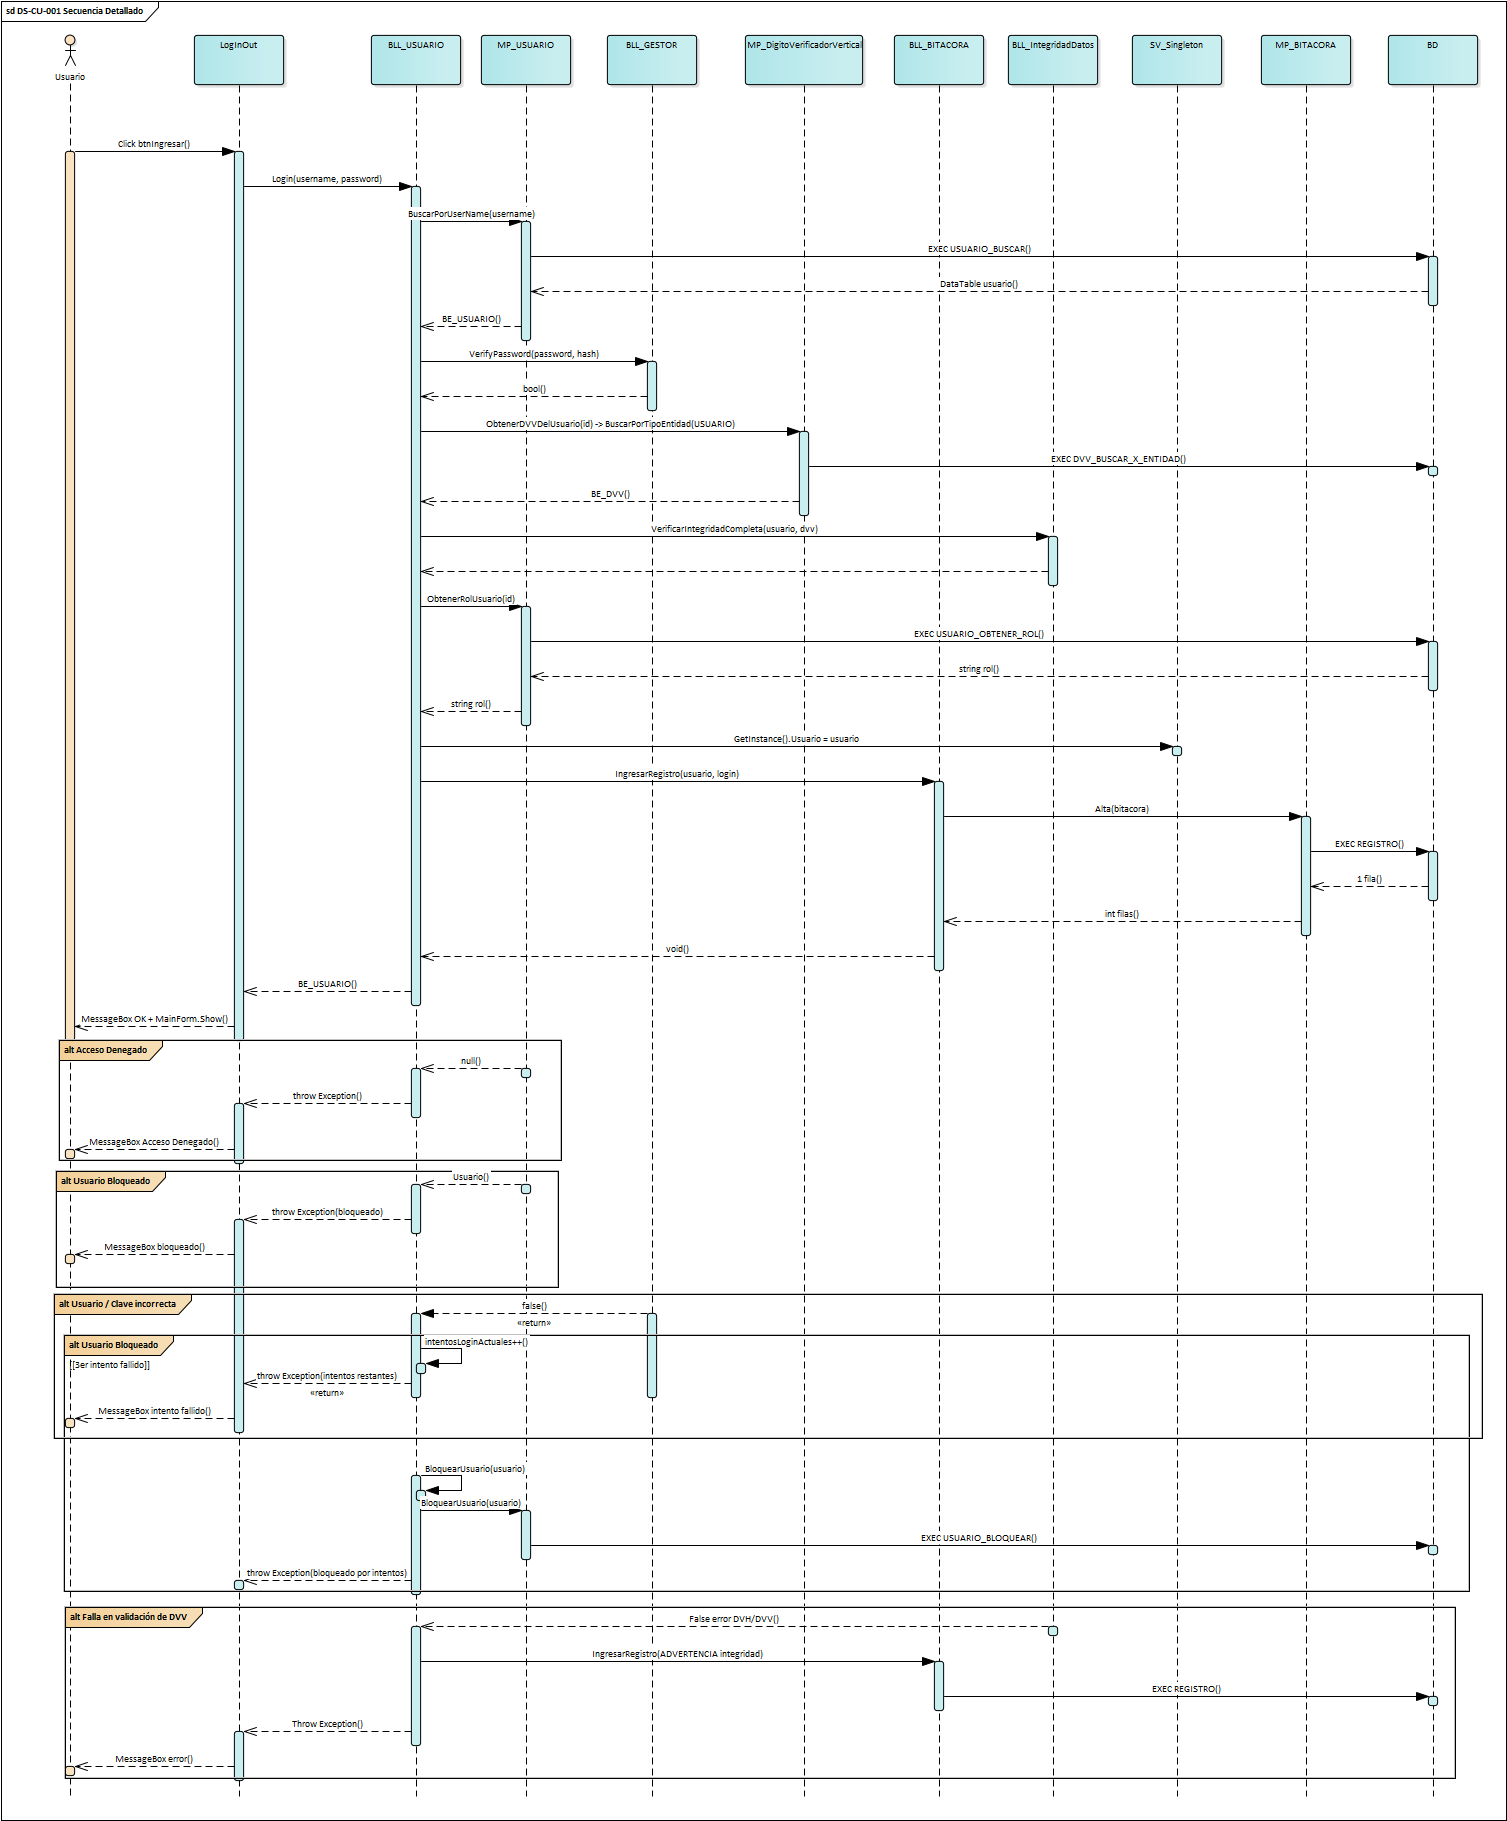 sd DS-CU-001 Secuencia Detallado
Usuario
LogInOut
BLL_USUARIO
MP_USUARIO
BLL_GESTOR
MP_DigitoVerificadorVertical
BLL_BITACORA
BLL_IntegridadDatos
SV_Singleton
MP_BITACORA
BD
Click btnIngresar()
Login(username, password)
BuscarPorUserName(username)
EXEC USUARIO_BUSCAR()
DataTable usuario()
BE_USUARIO()
VerifyPassword(password, hash)
bool()
ObtenerDVVDelUsuario(id) -> BuscarPorTipoEntidad(USUARIO)
EXEC DVV_BUSCAR_X_ENTIDAD()
BE_DVV()
VerificarIntegridadCompleta(usuario, dvv)
ObtenerRolUsuario(id)
EXEC USUARIO_OBTENER_ROL()
string rol()
string rol()
GetInstance().Usuario = usuario
IngresarRegistro(usuario, login)
Alta(bitacora)
EXEC REGISTRO()
1 fila()
int filas()
void()
BE_USUARIO()
MessageBox OK + MainForm.Show()
alt Acceso Denegado
null()
throw Exception()
MessageBox Acceso Denegado()
alt Usuario Bloqueado
Usuario()
throw Exception(bloqueado)
MessageBox bloqueado()
alt Usuario / Clave incorrecta
false()
«return»
alt Usuario Bloqueado
intentosLoginActuales++()
[3er intento fallido]]
throw Exception(intentos restantes)
«return»
MessageBox intento fallido()
BloquearUsuario(usuario)
BloquearUsuario(usuario)
EXEC USUARIO_BLOQUEAR()
throw Exception(bloqueado por intentos)
alt Falla en validación de DVV
False error DVH/DVV()
IngresarRegistro(ADVERTENCIA integridad)
EXEC REGISTRO()
Throw Exception()
MessageBox error()